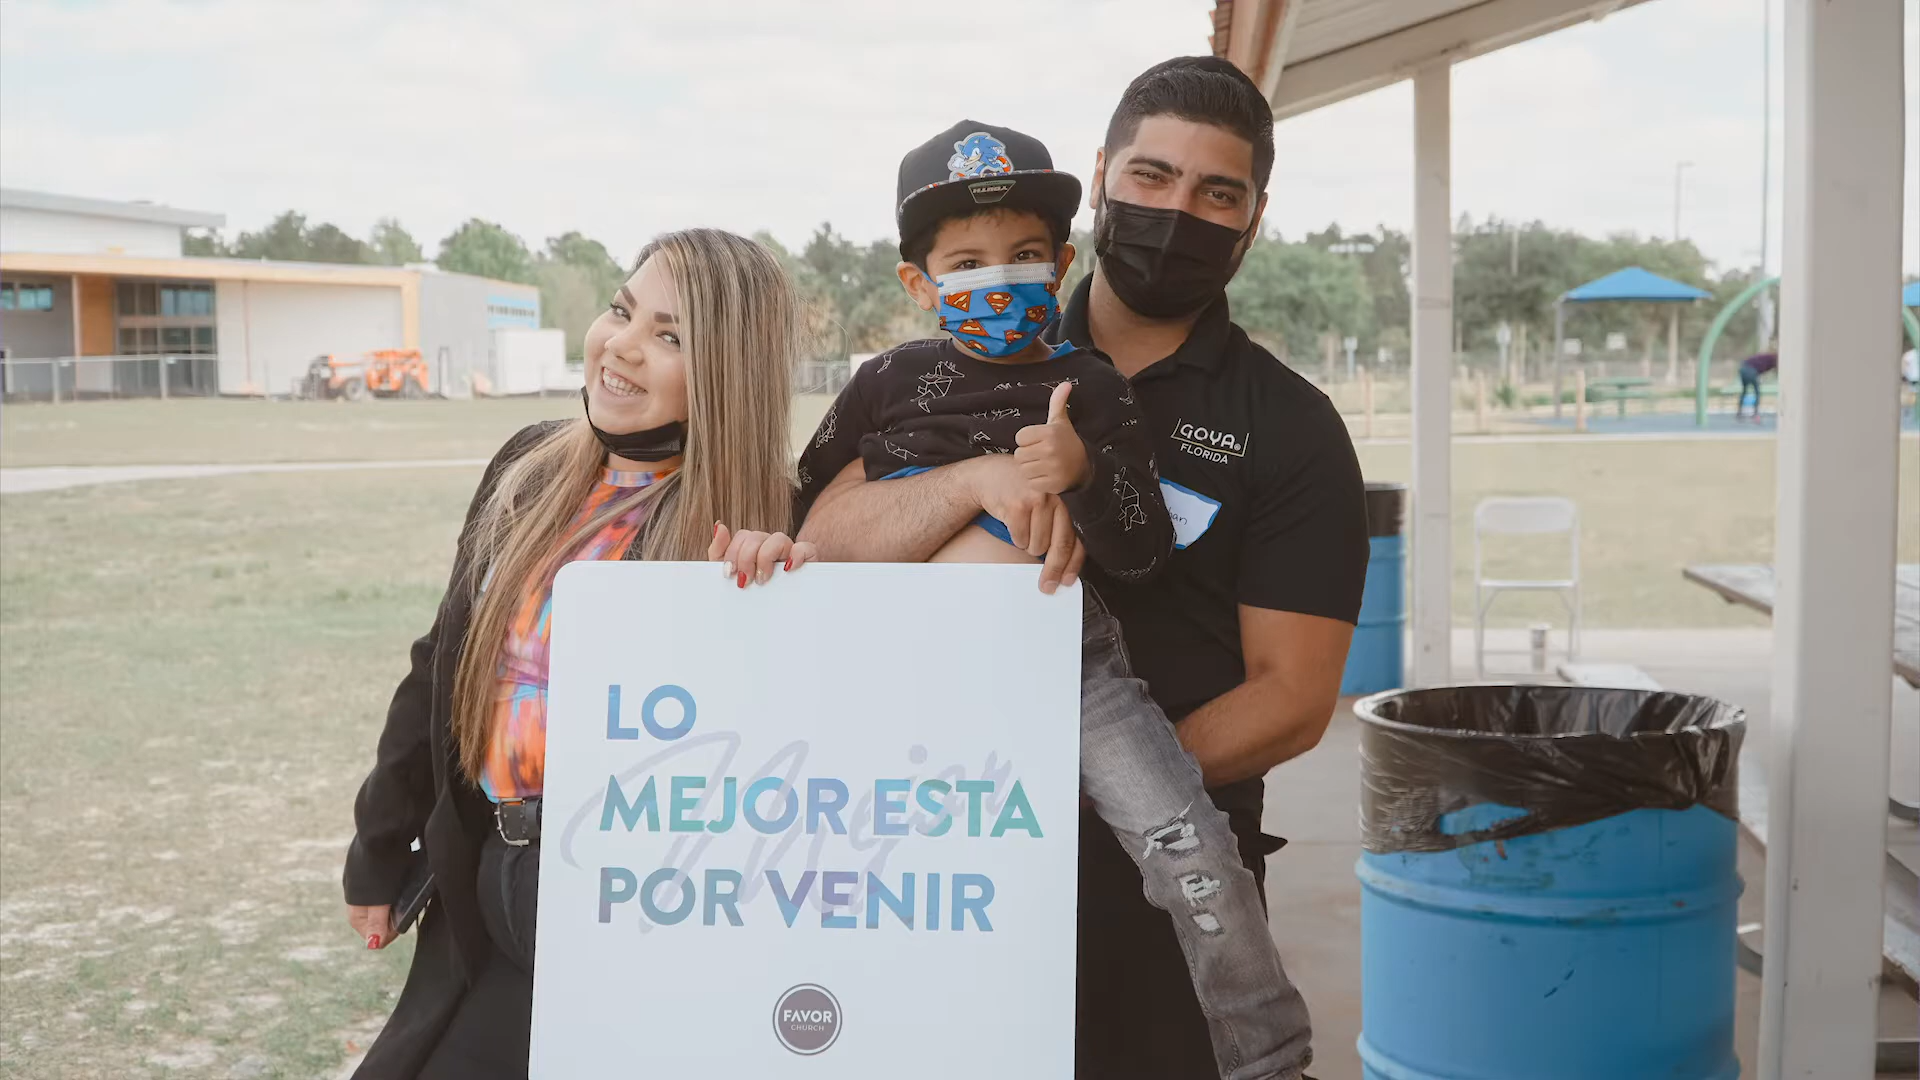 GOYA
FLORIDA
LO
MEJOR ESTA
POR VENIR
Mejor
FAVOR
CHURCH